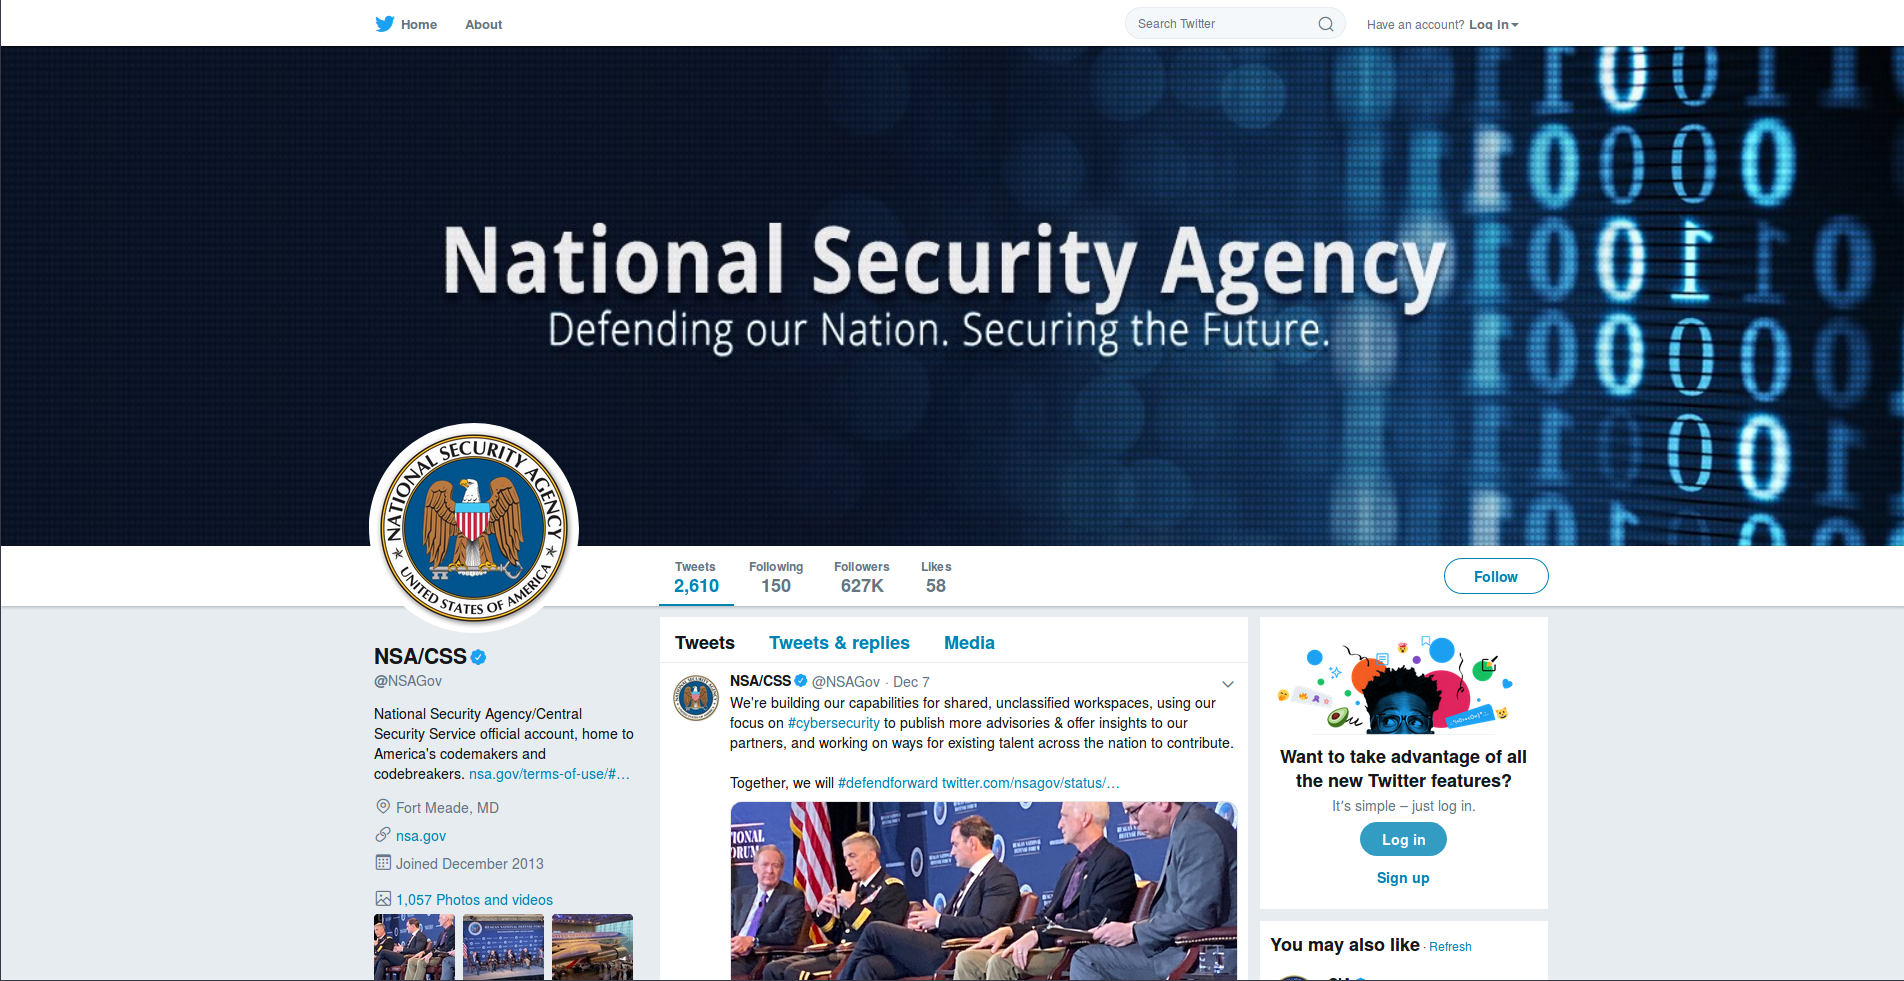 Home
About
Search Twitter
Have an account? Log in
National Security Agency
Defending our Nation. Securing the Future.
NATIONAL SECURITY AGENCY
UNITED STATES OF AMERICA
Tweets
2,610
Following
150
Followers
627K
Likes
58
Follow
NSA/CSS
@NSAGov
National Security Agency/Central
Security Service official account, home to
America's codemakers and
codebreakers. nsa.gov/terms-of-use/#…
Fort Meade, MD
nsa.gov
Joined December 2013
1,057 Photos and videos
Tweets
Tweets & replies
Media
NSA/CSS @NSAGov · Dec 7
We're building our capabilities for shared, unclassified workspaces, using our
focus on #cybersecurity to publish more advisories & offer insights to our
partners, and working on ways for existing talent across the nation to contribute.
Together, we will #defendforward twitter.com/nsagov/status/…
Want to take advantage of all
the new Twitter features?
It's simple – just log in.
Log in
Sign up
You may also like · Refresh